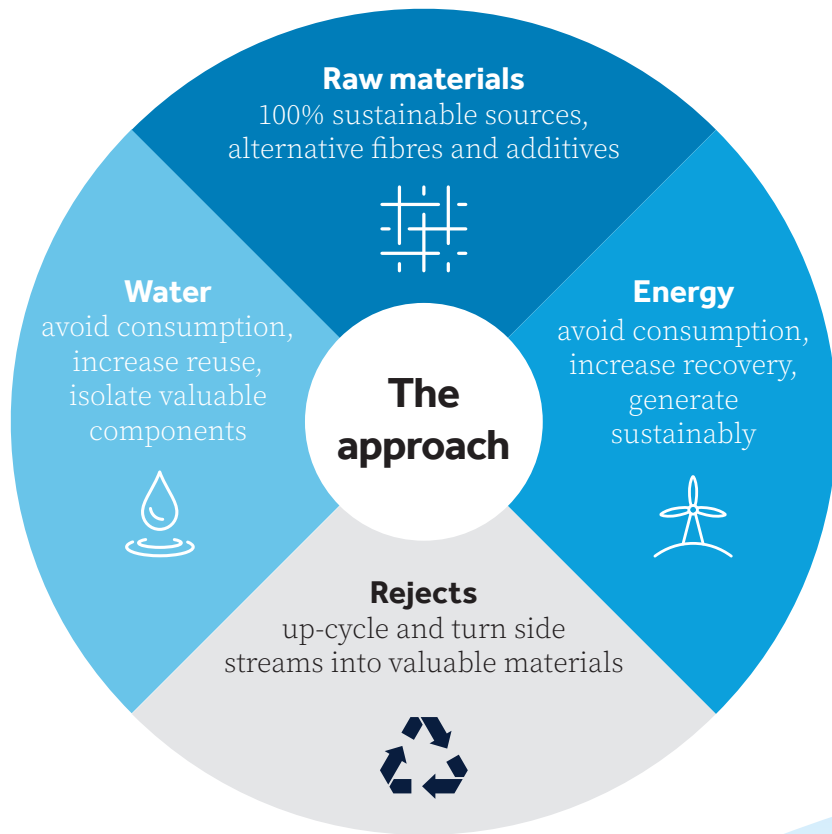 Raw materials
100% sustainable sources,
alternative fibres and additives
Water
avoid consumption,
increase reuse,
isolate valuable
components
The
approach
Energy
avoid consumption,
increase recovery,
generate
sustainably
Rejects
up-cycle and turn side
streams into valuable materials